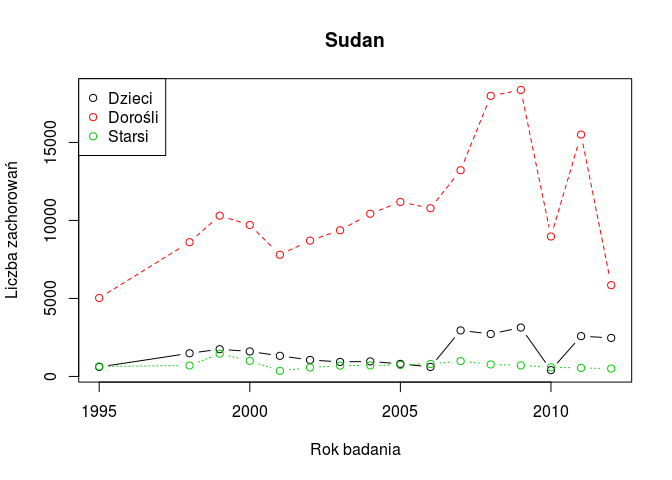 Sudan
Dzieci
Dorośli
Starsi
Liczba zachorowań
15000
10000
5000
0
1995
2000
2005
2010
Rok badania